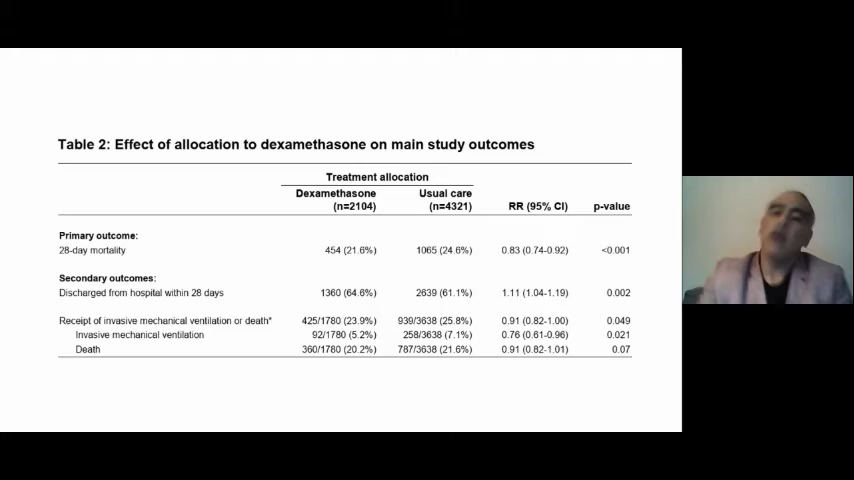 Table 2: Effect of allocation to dexamethasone on main study outcomes
Treatment allocation
Dexamethasone Usual care
(n=2104) (n=4321) RR (95% CI) p-value
Primary outcome:
28-day mortality 454 (21.6%) 1065 (24.6%) 0.83 (0.74-0.92) <0.001
Secondary outcomes:
Discharged from hospital within 28 days 1360 (64.6%) 2639 (61.1%) 1.11 (1.04-1.19) 0.002
Receipt of invasive mechanical ventilation or death* 425/1780 (23.9%) 939/3638 (25.8%) 0.91 (0.82-1.00) 0.049
Invasive mechanical ventilation 92/1780 (5.2%) 258/3638 (7.1%) 0.76 (0.61-0.96) 0.021
Death 360/1780 (20.2%) 787/3638 (21.6%) 0.91 (0.82-1.01) 0.07